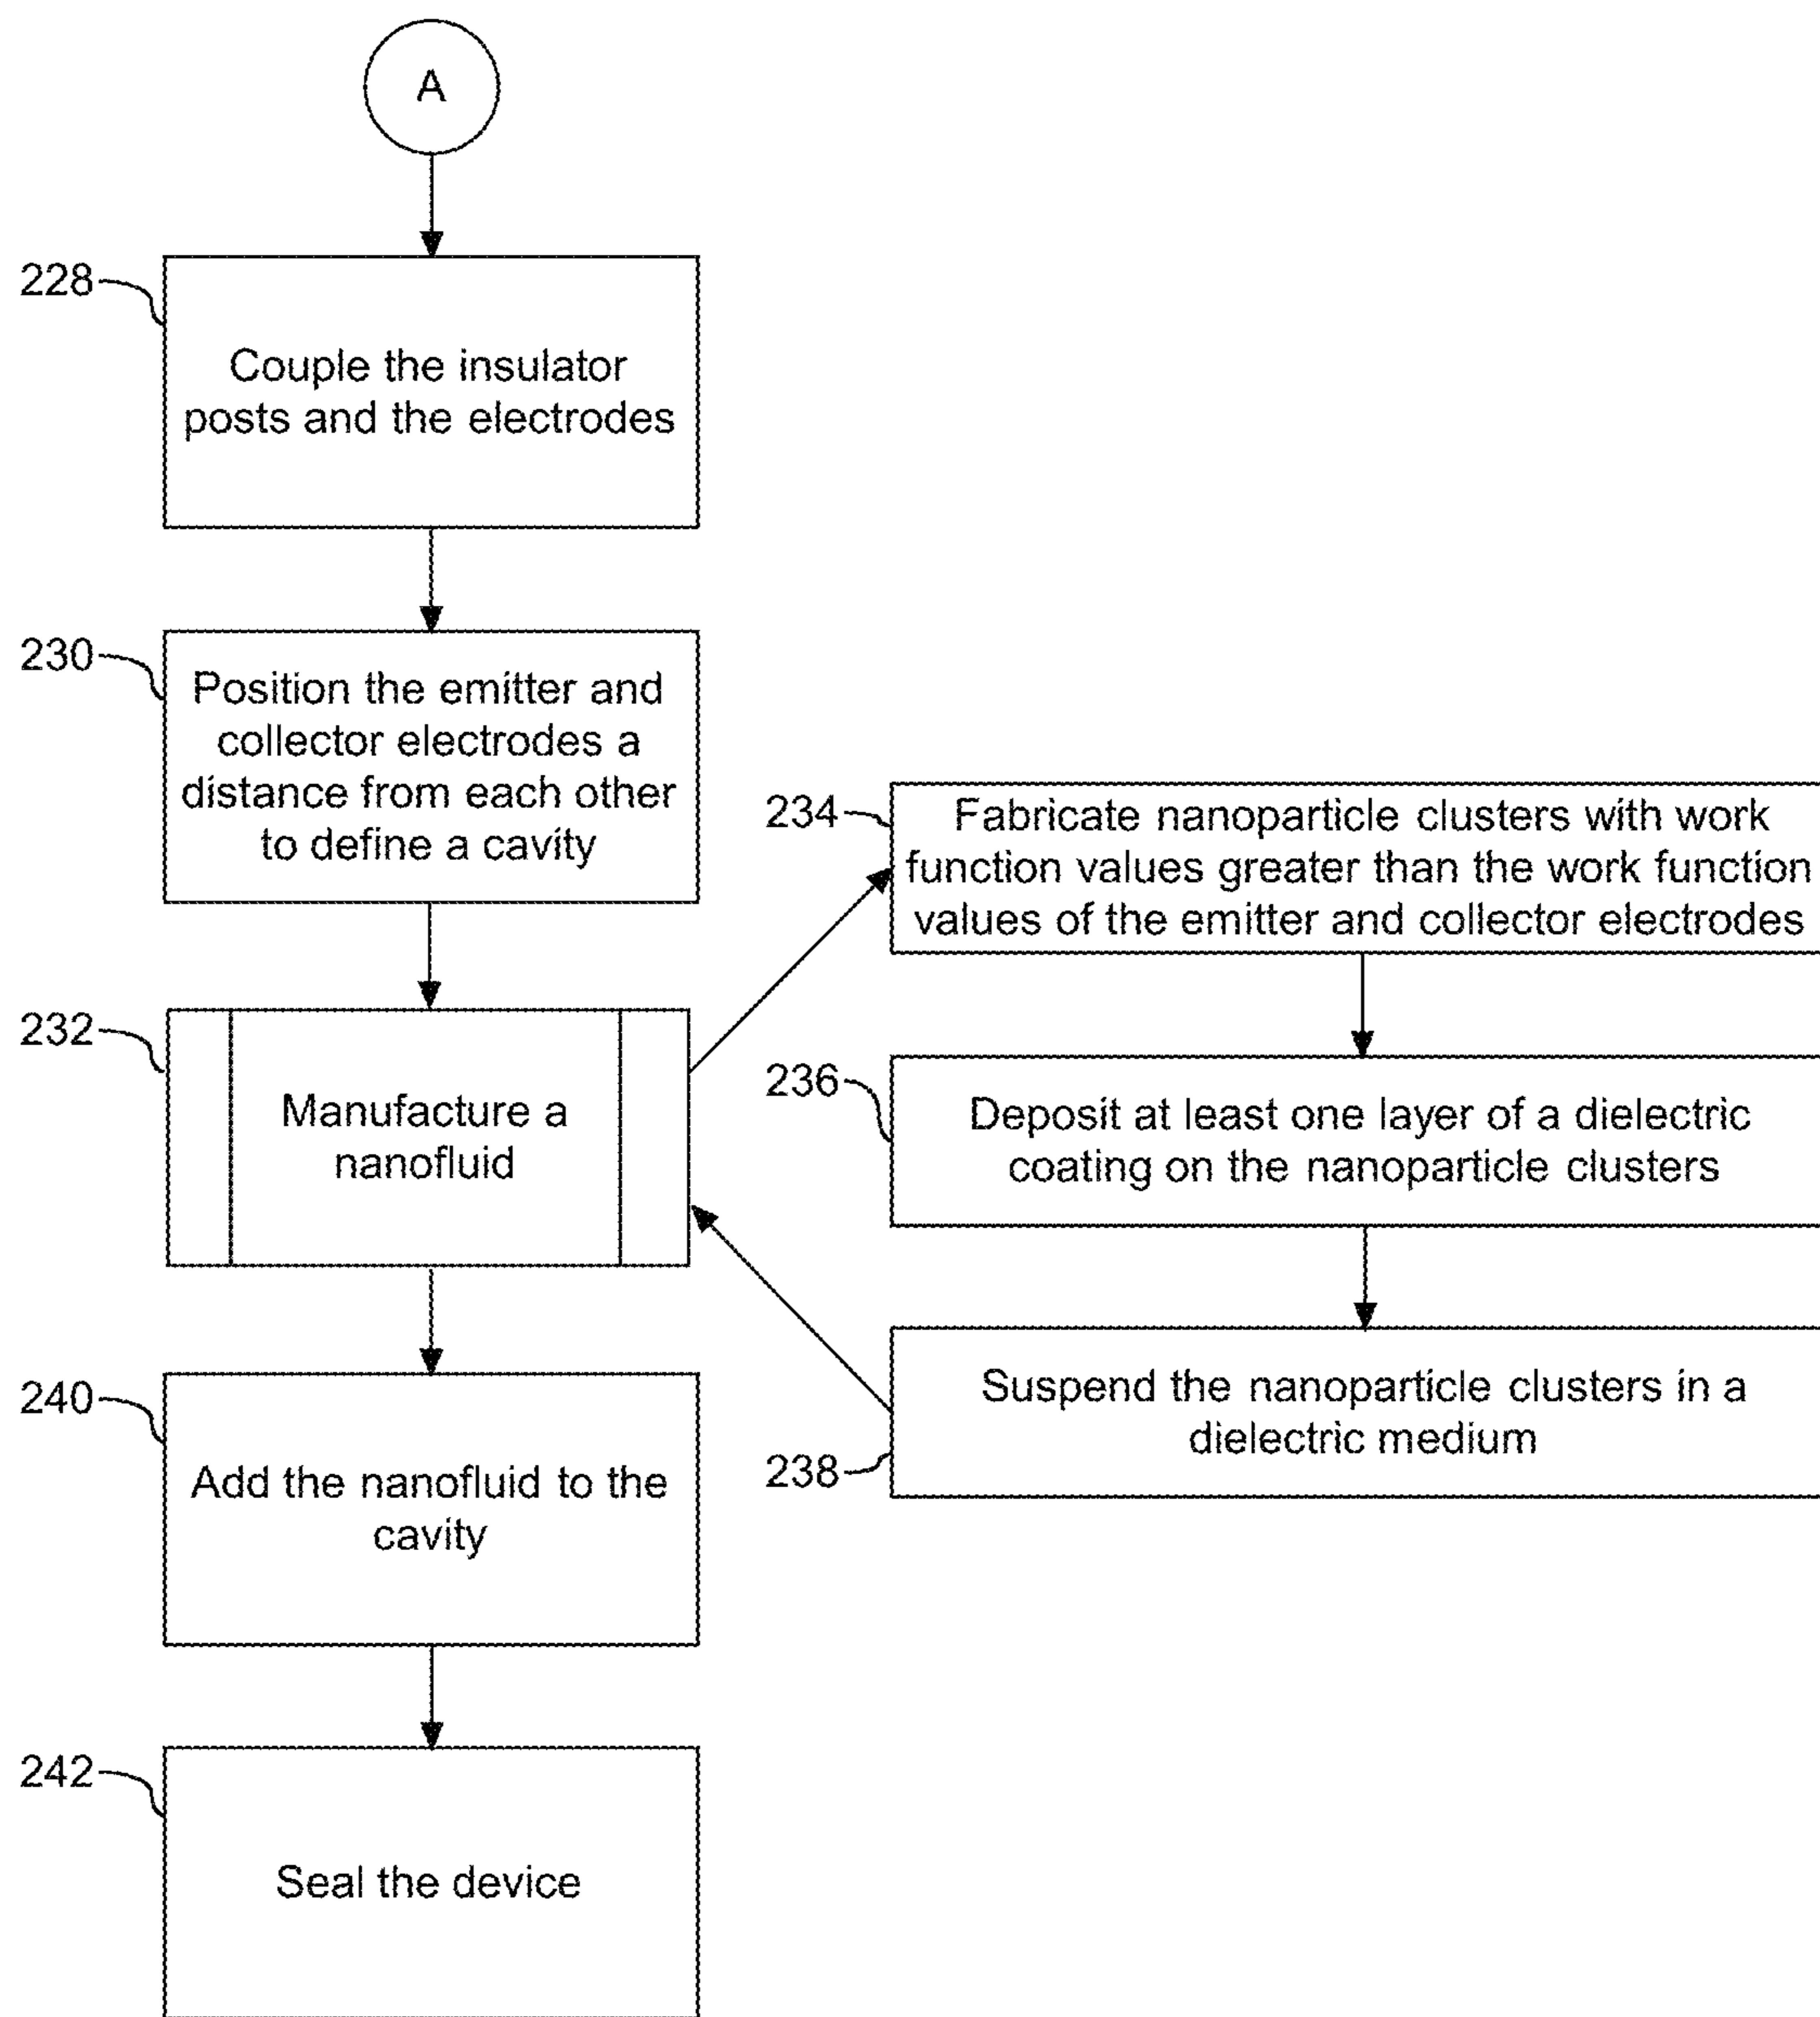 A
228
Couple the insulator
posts and the electrodes
230
Position the emitter and
collector electrodes a
distance from each other
to define a cavity
232
Manufacture a
nanofluid
234
Fabricate nanoparticle clusters with work
function values greater than the work function
values of the emitter and collector electrodes
236
Deposit at least one layer of a dielectric
coating on the nanoparticle clusters
238
Suspend the nanoparticle clusters in a
dielectric medium
240
Add the nanofluid to the
cavity
242
Seal the device